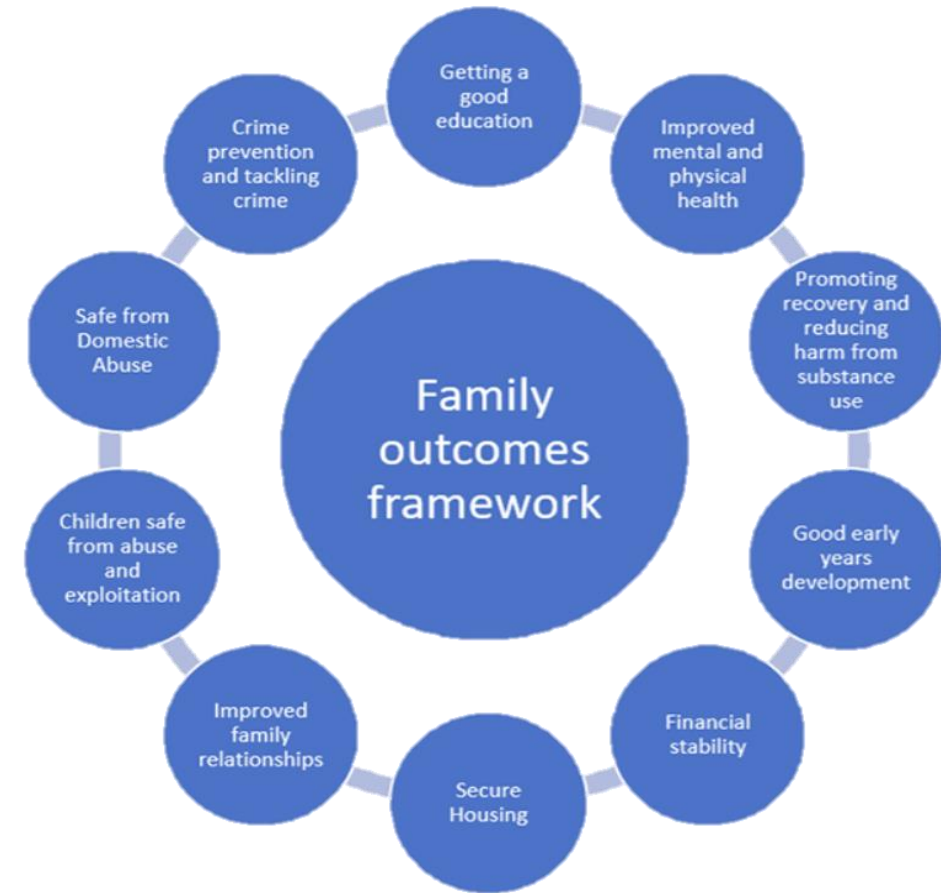 Getting a
good
education
Improved
mental and
physical
health
Promoting
recovery and
reducing
harm from
substance
use
Good early
years
development
Financial
stability
Secure
Housing
Improved
family
relationships
Children safe
from abuse
and
exploitation
Safe from
Domestic
Abuse
Crime
prevention
and tackling
crime
Family
outcomes
framework